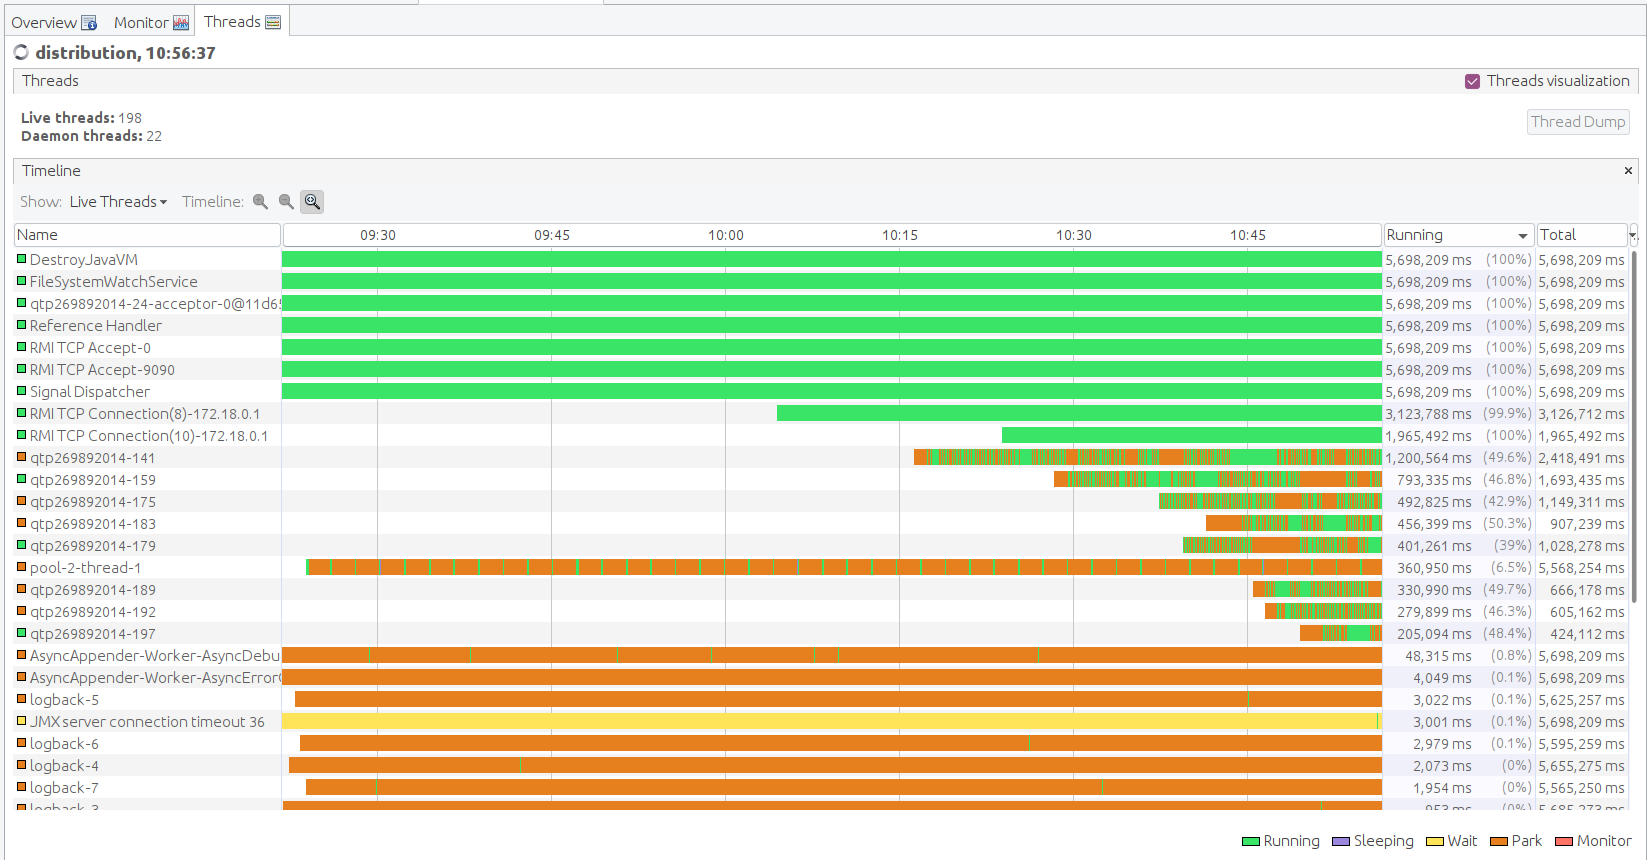 Overview Monitor Threads
distribution, 10:56:37
Threads Threads visualization
Live threads: 198
Daemon threads: 22
Thread Dump
Timeline
Show: Live Threads Timeline:
Name 09:30 09:45 10:00 10:15 10:30 10:45 Running Total
DestroyJavaVM 5,698,209 ms (100%) 5,698,209 ms
FileSystemWatchService 5,698,209 ms (100%) 5,698,209 ms
qtp269892014-24-acceptor-0@11d65 5,698,209 ms (100%) 5,698,209 ms
Reference Handler 5,698,209 ms (100%) 5,698,209 ms
RMI TCP Accept-0 5,698,209 ms (100%) 5,698,209 ms
RMI TCP Accept-9090 5,698,209 ms (100%) 5,698,209 ms
Signal Dispatcher 5,698,209 ms (100%) 5,698,209 ms
RMI TCP Connection(8)-172.18.0.1 3,123,788 ms (99.9%) 3,126,712 ms
RMI TCP Connection(10)-172.18.0.1 1,965,492 ms (100%) 1,965,492 ms
qtp269892014-141 1,200,564 ms (49.6%) 2,418,491 ms
qtp269892014-159 793,335 ms (46.8%) 1,693,435 ms
qtp269892014-175 492,825 ms (42.9%) 1,149,311 ms
qtp269892014-183 456,399 ms (50.3%) 907,239 ms
qtp269892014-179 401,261 ms (39%) 1,028,278 ms
pool-2-thread-1 360,950 ms (6.5%) 5,568,254 ms
qtp269892014-189 330,990 ms (49.7%) 666,178 ms
qtp269892014-192 279,899 ms (46.3%) 605,162 ms
qtp269892014-197 205,094 ms (48.4%) 424,112 ms
AsyncAppender-Worker-AsyncDebu 48,315 ms (0.8%) 5,698,209 ms
AsyncAppender-Worker-AsyncError 4,049 ms (0.1%) 5,698,209 ms
logback-5 3,022 ms (0.1%) 5,625,257 ms
JMX server connection timeout 36 3,001 ms (0.1%) 5,698,209 ms
logback-6 2,979 ms (0.1%) 5,595,259 ms
logback-4 2,073 ms (0%) 5,655,275 ms
logback-7 1,954 ms (0%) 5,565,250 ms
logback-3 953 ms (0%) 5,685,273 ms
Running Sleeping Wait Park Monitor